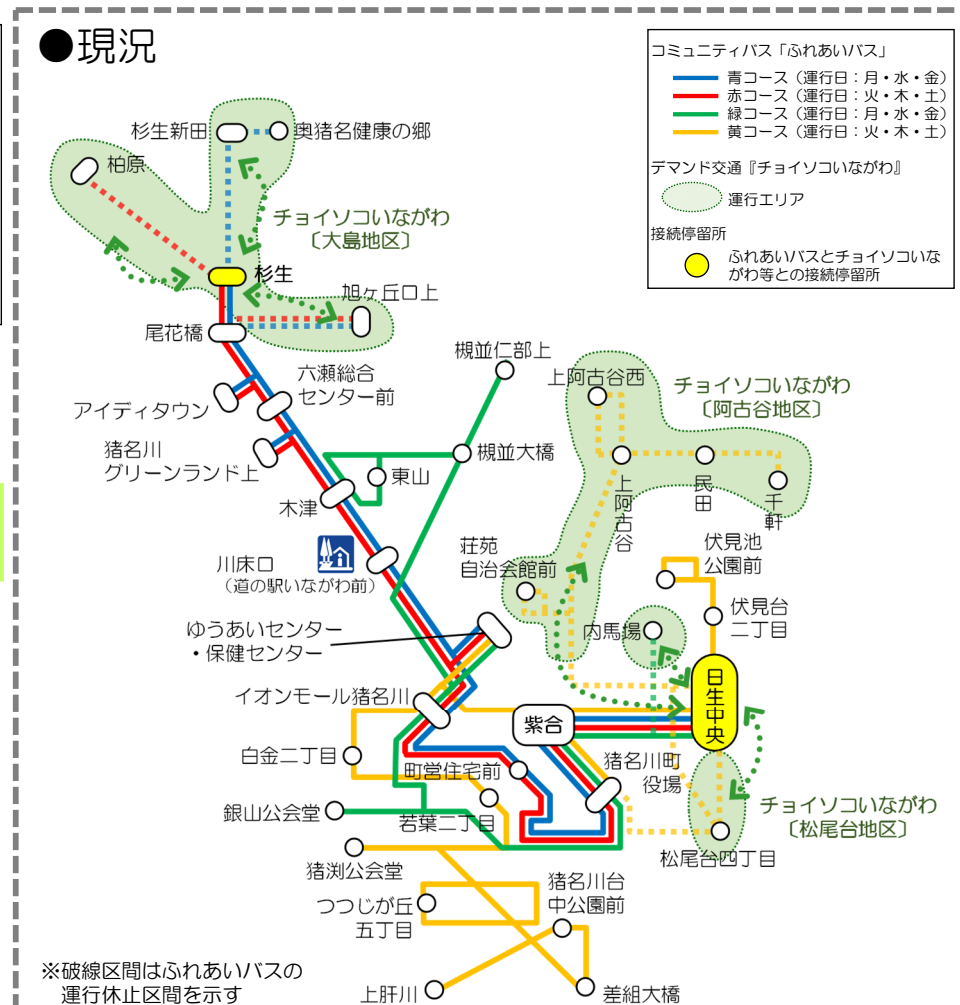 ●現況
コミュニティバス「ふれあいバス」
青コース（運行日：月・水・金）
赤コース（運行日：火・木・土）
緑コース（運行日：月・水・金）
黄コース（運行日：火・木・土）
デマンド交通『チョイソコいながわ』
運行エリア
接続停留所
ふれあいバスとチョイソコいな
がわ等との接続停留所
杉生新田
奥猪名健康の郷
柏原
チョイソコいながわ
〔大島地区〕
杉生
旭ヶ丘口上
尾花橋
槻並仁部上
六瀬総合
センター前
上阿古谷西
チョイソコいながわ
〔阿古谷地区〕
アイディタウン
猪名川
グリーンランド上
槻並大橋
東山
上阿古谷
民田
千軒
木津
荘苑
自治会館前
伏見池
公園前
川床口
（道の駅いながわ前）
伏見台
二丁目
内馬場
ゆうあいセンター
・保健センター
日生中央
イオンモール猪名川
紫合
白金二丁目
町営住宅前
猪名川町
役場
銀山公会堂
若葉二丁目
チョイソコいながわ
〔松尾台地区〕
松尾台四丁目
猪渕公会堂
猪名川台
中公園前
つつじが丘
五丁目
※破線区間はふれあいバスの
運行休止区間を示す
上肝川
差組大橋